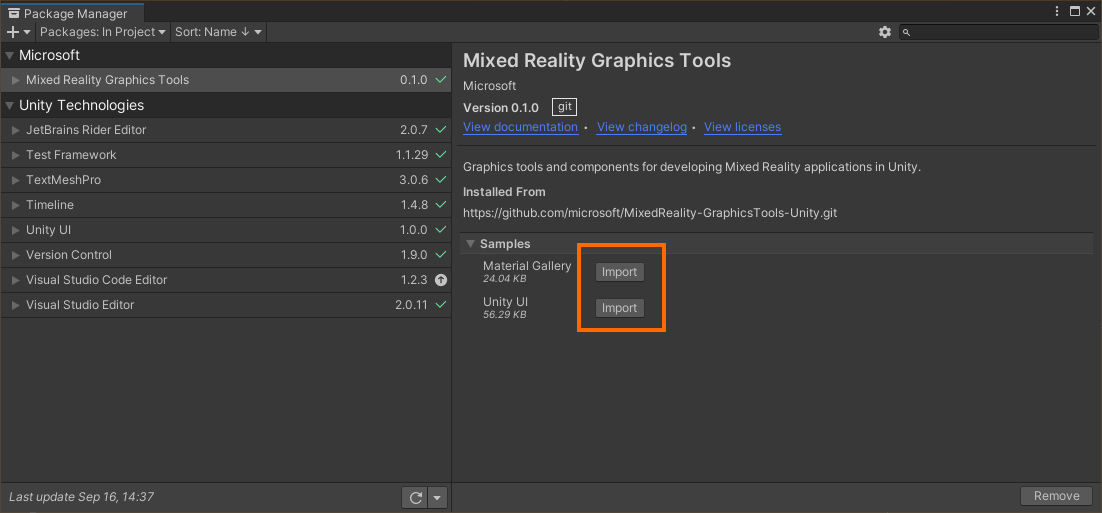 Package Manager
Packages: In Project
Sort: Name ↓
Microsoft
Mixed Reality Graphics Tools 0.1.0
Unity Technologies
JetBrains Rider Editor 2.0.7
Test Framework 1.1.29
TextMeshPro 3.0.6
Timeline 1.4.8
Unity UI 1.0.0
Version Control 1.9.0
Visual Studio Code Editor 1.2.3
Visual Studio Editor 2.0.11
Last update Sep 16, 14:37
Mixed Reality Graphics Tools
Microsoft
Version 0.1.0 git
View documentation • View changelog • View licenses
Graphics tools and components for developing Mixed Reality applications in Unity.
Installed From
https://github.com/microsoft/MixedReality-GraphicsTools-Unity.git
Samples
Material Gallery Import
24.04 KB
Unity UI Import
56.29 KB
Remove